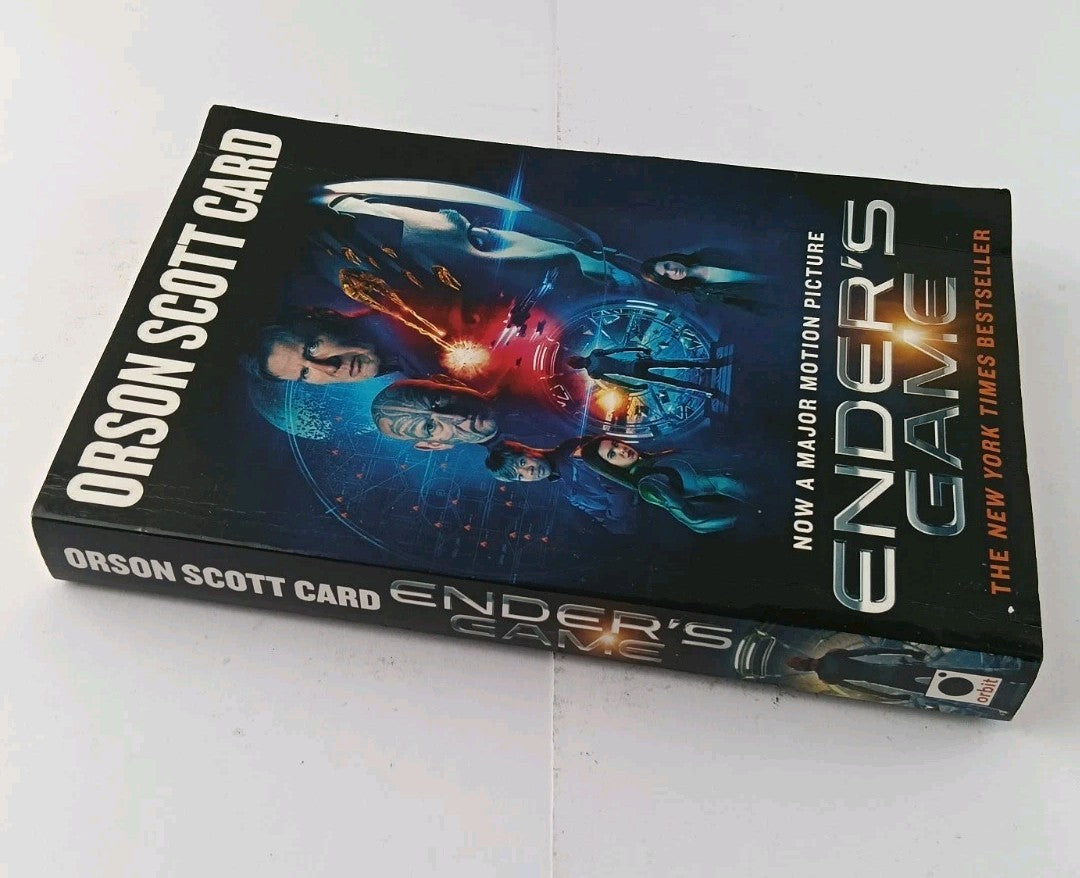 ORSON SCOTT CARD
NOW A MAJOR MOTION PICTURE
ENDER'S
GAME
THE NEW YORK TIMES BESTSELLER
ORSON SCOTT CARD
ENDER'S
GAME
orbit